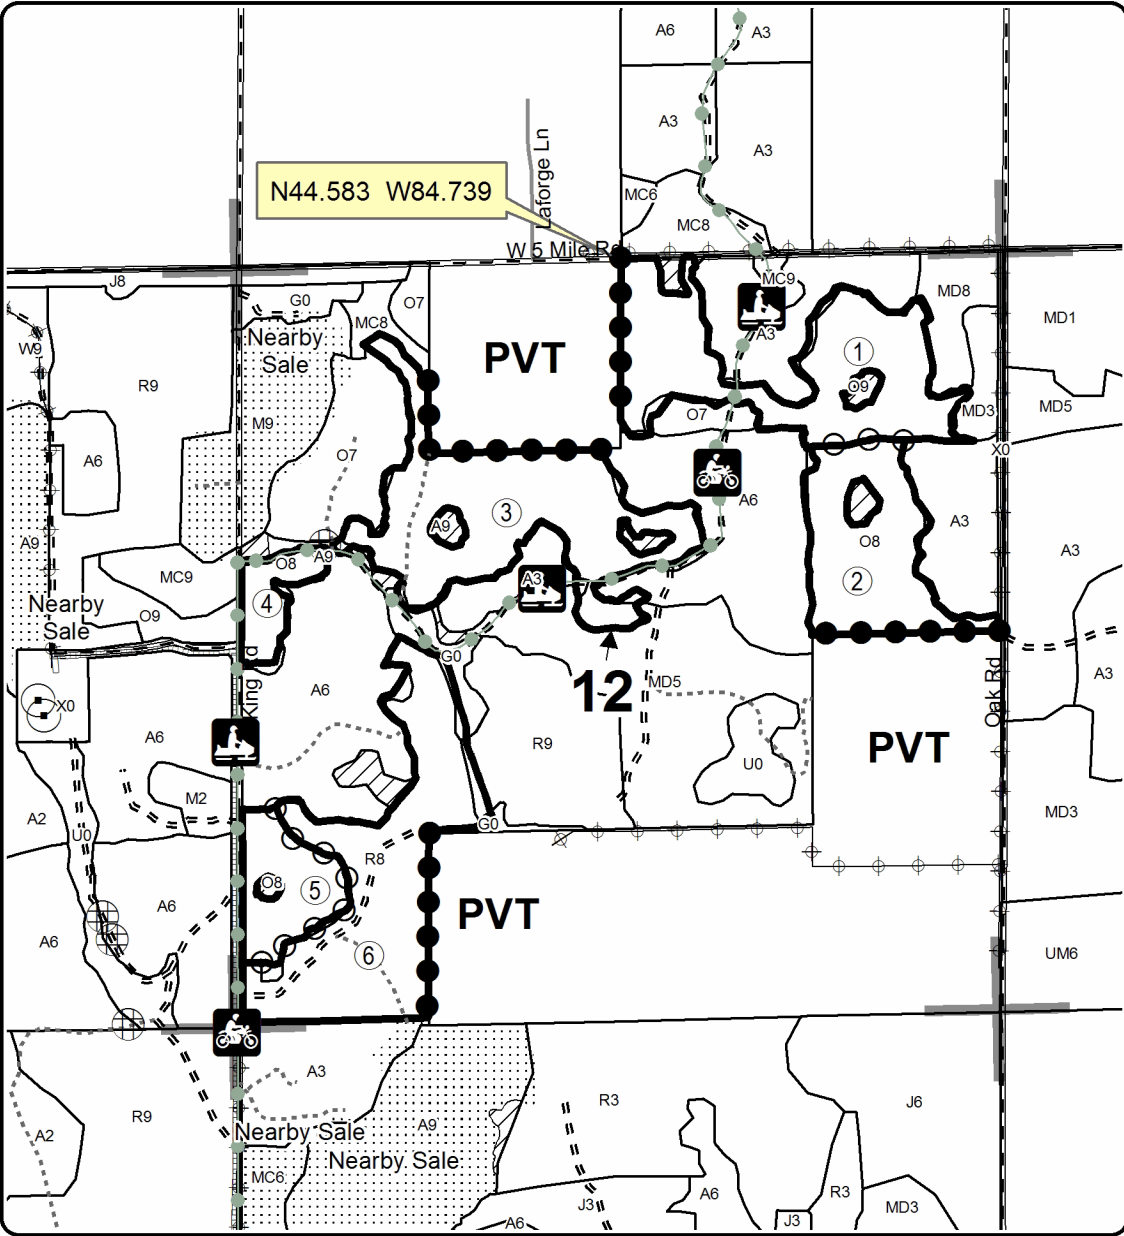 A6
A3
A3
A3
Laforge Ln
N44.583 W84.739
MC6
MC8
W 5 Mile Rd
J8
G0
O7
MC9
MD8
MC8
Nearby
Sale
A3
MD1
W9
PVT
1
R9
O9
MD3
MD5
M9
O7
X0
O7
A6
A6
3
A9
A3
A9
O8
A3
A9
O8
MC9
A3
2
4
Nearby
Sale
O9
G0
King Rd
MD5
A6
12
Oak Rd
A3
X0
A6
R9
PVT
U0
M2
A2
U0
G0
MD3
R8
O8
5
A6
PVT
A6
6
UM6
A3
R9
A2
A9
R3
J6
Nearby Sale
Nearby Sale
MC6
J3
A6
R3
MD3
A6
J3